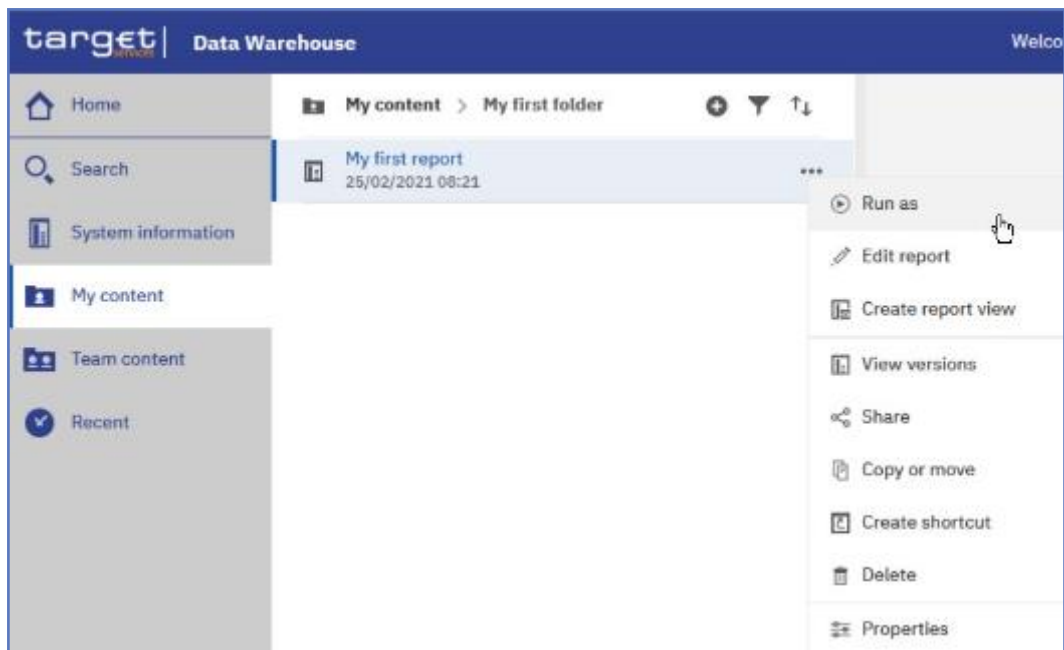 target| Data Warehouse Welco
services
Home
Search
System information
My content
Team content
Recent
My content > My first folder
My first report
25/02/2021 08:21
Run as
Edit report
Create report view
View versions
Share
Copy or move
Create shortcut
Delete
Properties